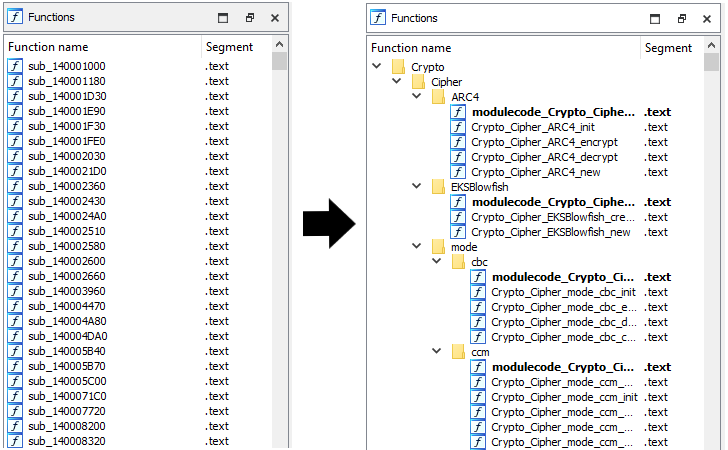 Functions
Function name Segment
sub_140001000 .text
sub_140001180 .text
sub_140001D30 .text
sub_140001E90 .text
sub_140001F30 .text
sub_140001FE0 .text
sub_140002030 .text
sub_1400021D0 .text
sub_140002360 .text
sub_140002430 .text
sub_1400024A0 .text
sub_140002510 .text
sub_140002580 .text
sub_140002600 .text
sub_140002660 .text
sub_140003960 .text
sub_140004470 .text
sub_140004A80 .text
sub_140004DA0 .text
sub_140005B40 .text
sub_140005B70 .text
sub_140005C00 .text
sub_1400071C0 .text
sub_140007720 .text
sub_140008200 .text
sub_140008320 .text
Functions
Function name Segment
Crypto
Cipher
ARC4
modulecode_Crypto_Ciphe... .text
Crypto_Cipher_ARC4_init .text
Crypto_Cipher_ARC4_encrypt .text
Crypto_Cipher_ARC4_decrypt .text
Crypto_Cipher_ARC4_new .text
EKSBlowfish
modulecode_Crypto_Ciphe... .text
Crypto_Cipher_EKSBlowfish_cre... .text
Crypto_Cipher_EKSBlowfish_new .text
mode
cbc
modulecode_Crypto_Ci... .text
Crypto_Cipher_mode_cbc_init .text
Crypto_Cipher_mode_cbc_e... .text
Crypto_Cipher_mode_cbc_d... .text
Crypto_Cipher_mode_cbc_c... .text
ccm
modulecode_Crypto_Ci... .text
Crypto_Cipher_mode_ccm_... .text
Crypto_Cipher_mode_ccm_init .text
Crypto_Cipher_mode_ccm_... .text
Crypto_Cipher_mode_ccm_... .text
Crypto_Cipher_mode_ccm_... .text